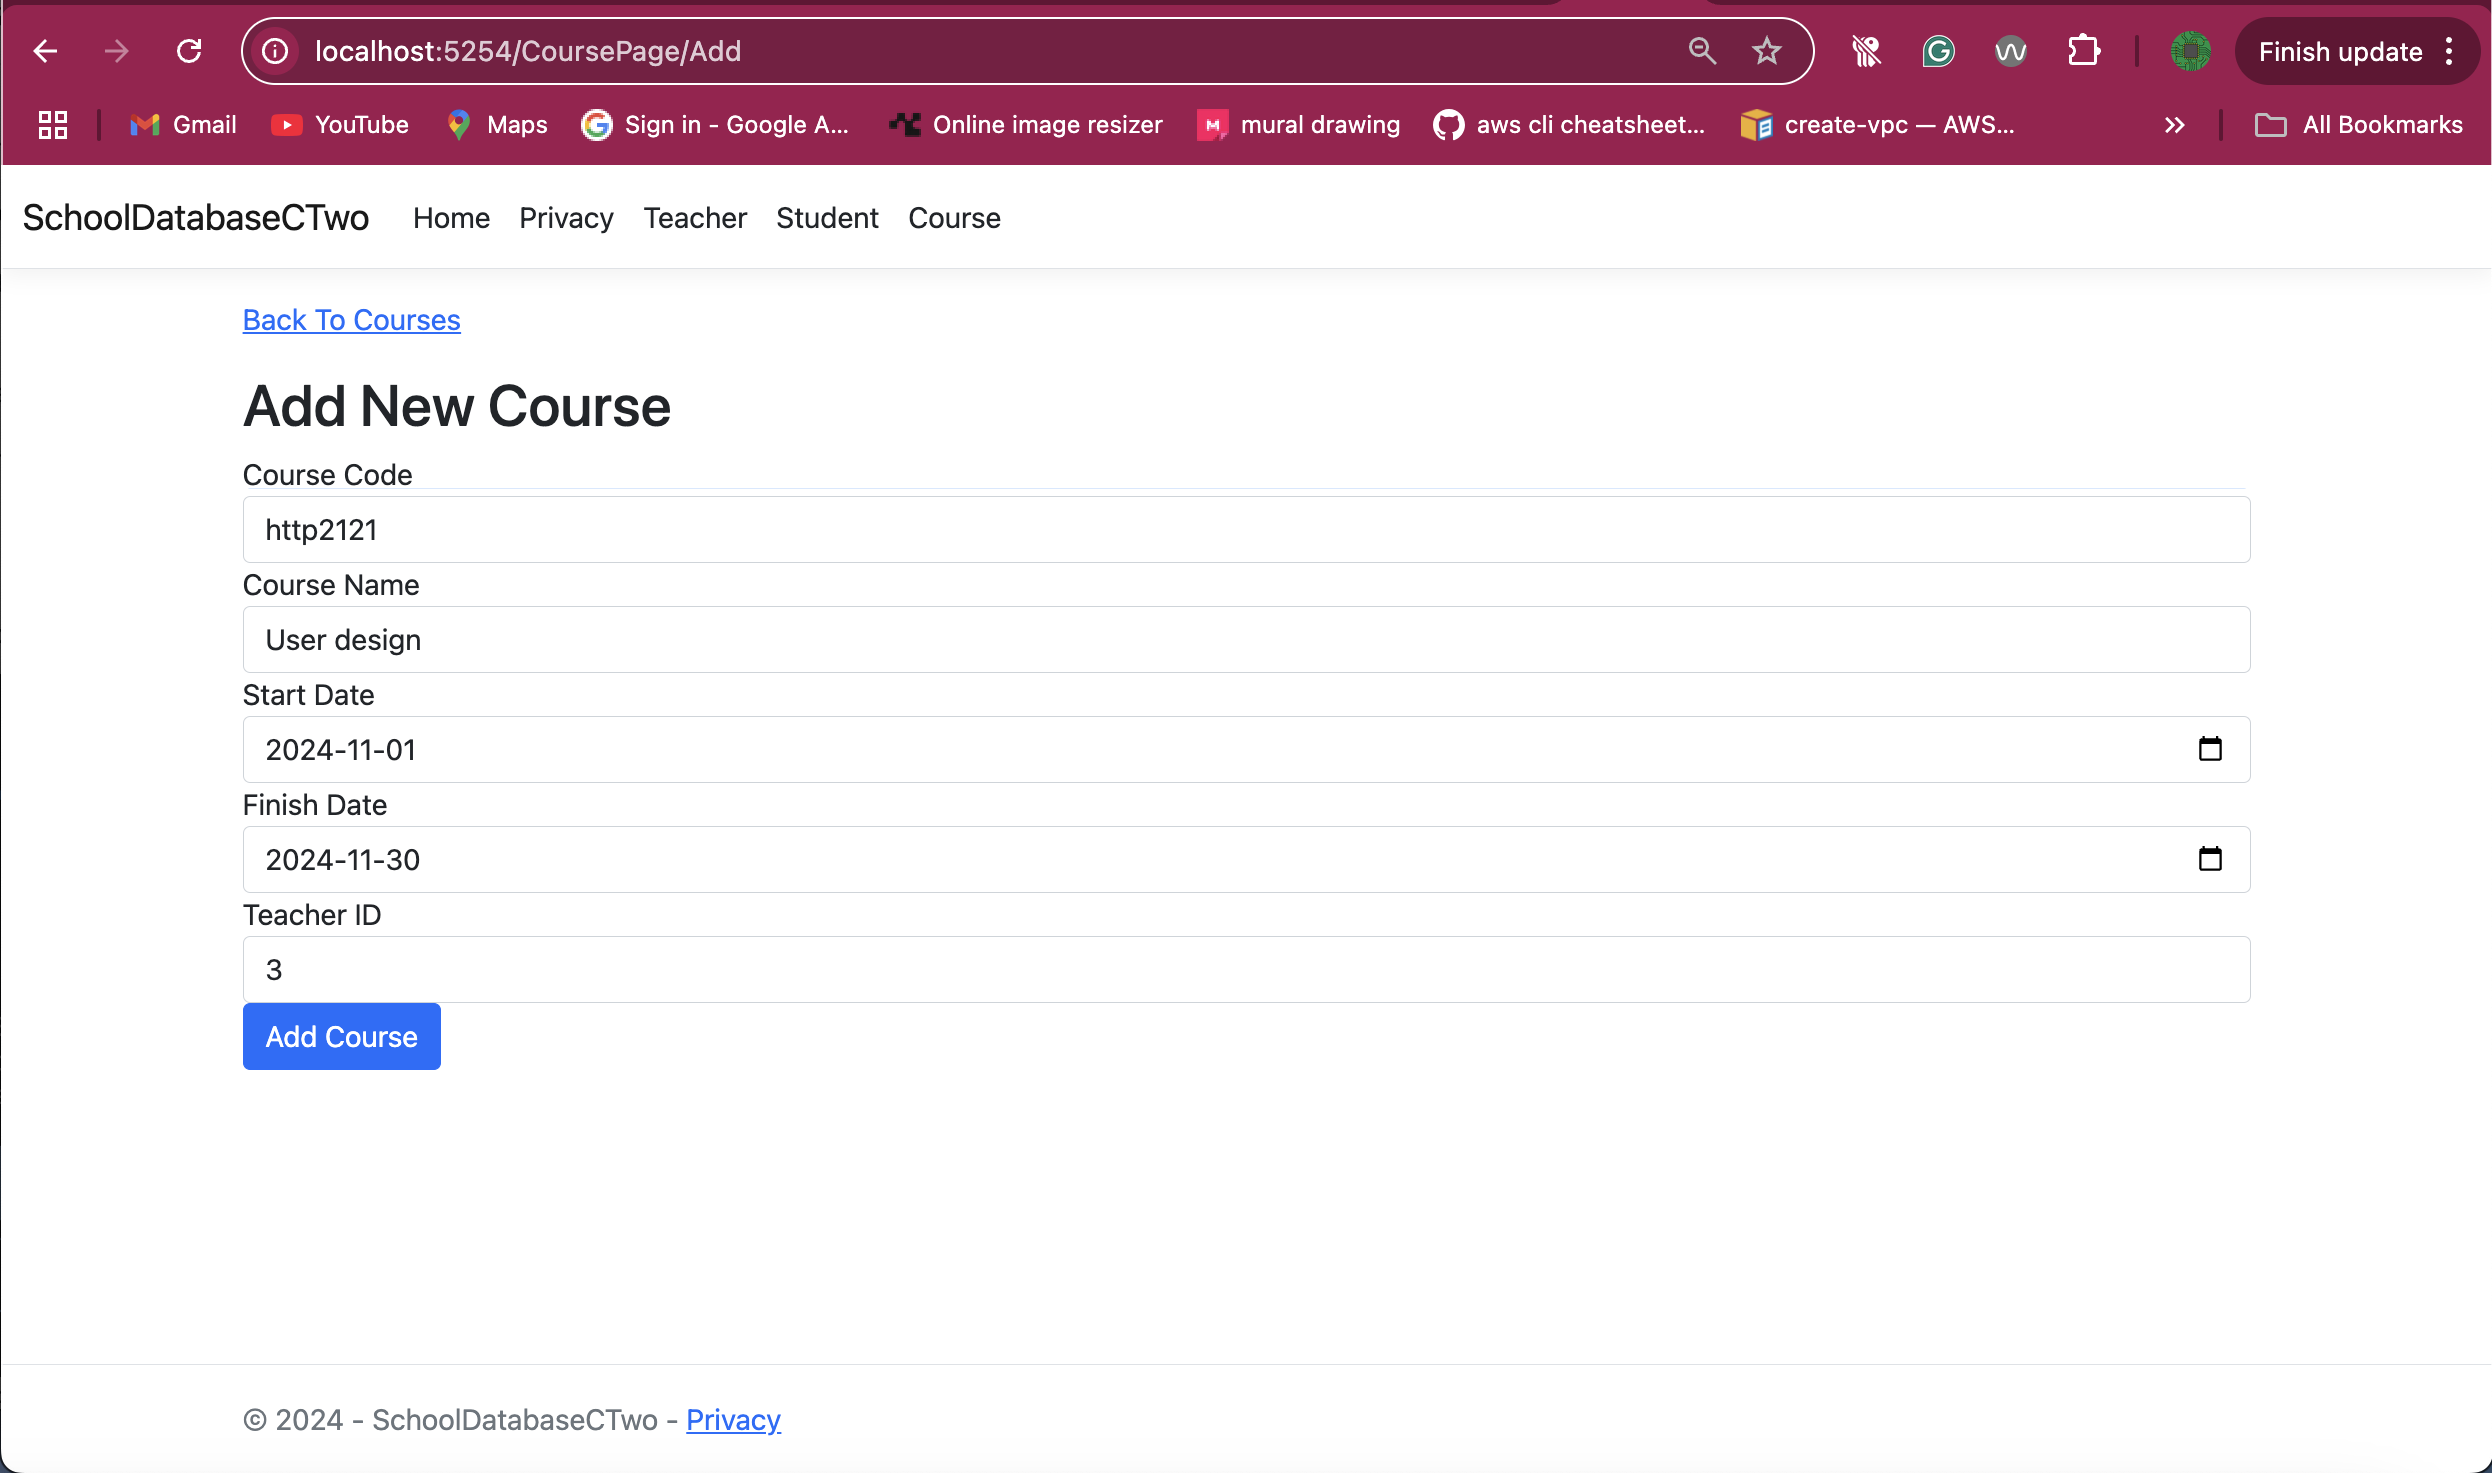 localhost:5254/CoursePage/Add
Finish update
Gmail YouTube Maps Sign in - Google A... Online image resizer mural drawing aws cli cheatsheet... create-vpc — AWS... All Bookmarks
SchoolDatabaseCTwo Home Privacy Teacher Student Course
Back To Courses
Add New Course
Course Code
http2121
Course Name
User design
Start Date
2024-11-01
Finish Date
2024-11-30
Teacher ID
3
Add Course
© 2024 - SchoolDatabaseCTwo - Privacy